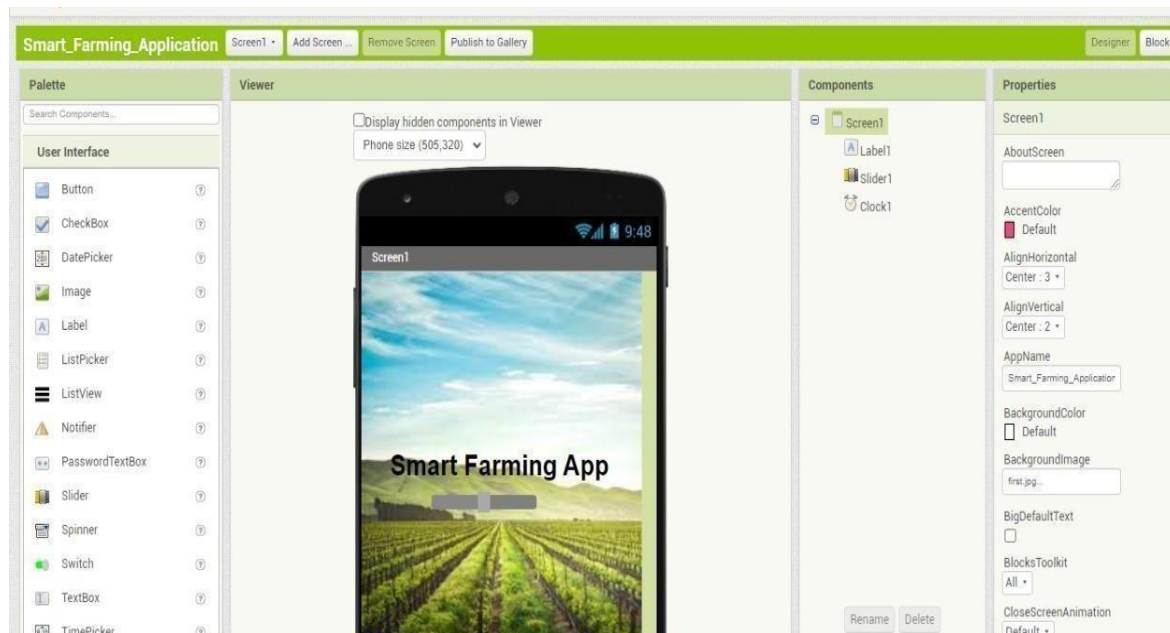 Smart_Farming_Application
Screen1
Add Screen ...
Remove Screen
Publish to Gallery
Designer
Block
Palette
Search Components...
User Interface
Button
CheckBox
DatePicker
Image
Label
ListPicker
ListView
Notifier
PasswordTextBox
Slider
Spinner
Switch
TextBox
TimePicker
Viewer
Display hidden components in Viewer
Phone size (505,320)
9:48
Screen1
Smart Farming App
Components
Screen1
Label1
Slider1
Clock1
Rename
Delete
Properties
Screen1
AboutScreen
AccentColor
Default
AlignHorizontal
Center : 3
AlignVertical
Center : 2
AppName
Smart_Farming_Application
BackgroundColor
Default
BackgroundImage
first.jpg...
BigDefaultText
BlocksToolkit
All
CloseScreenAnimation
Default